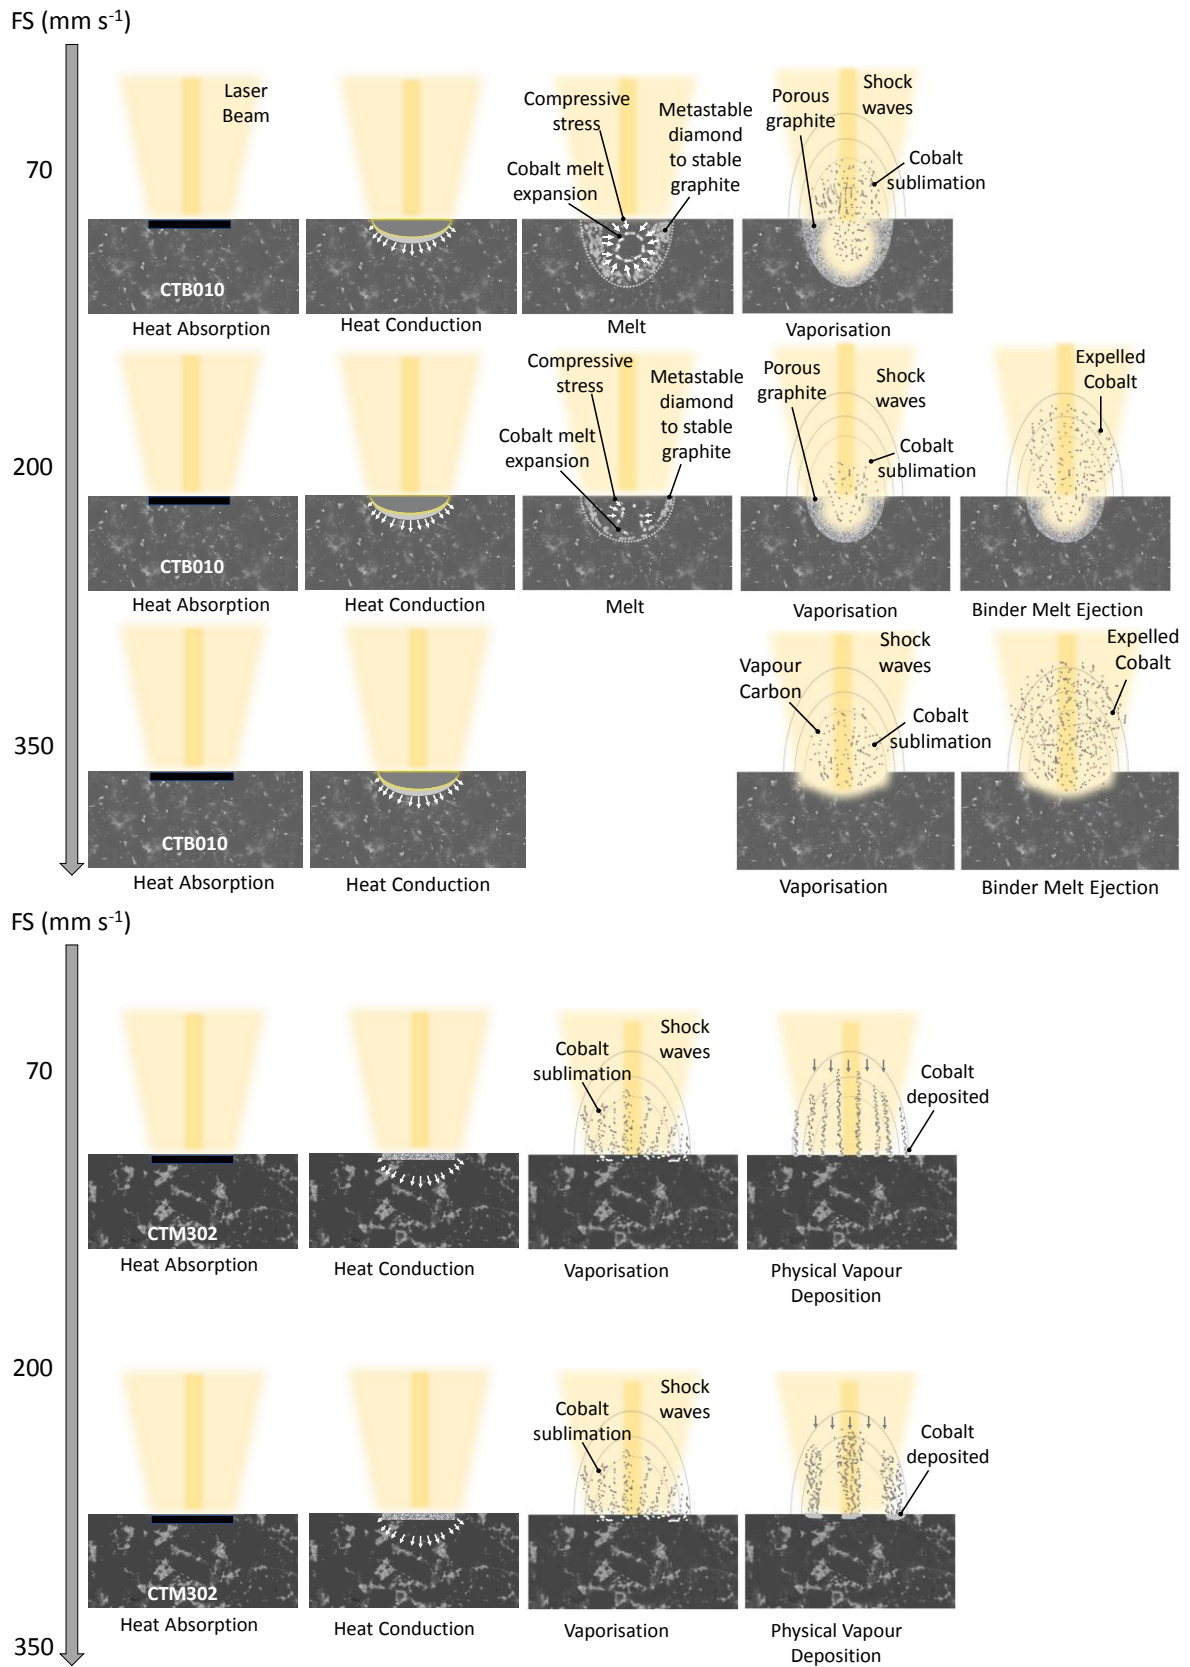 FS (mm s-1)
70
Laser
Beam
CTB010
Heat Absorption
Heat Conduction
Compressive
stress
Cobalt melt
expansion
Metastable
diamond
to stable
graphite
Melt
Porous
graphite
Shock
waves
Cobalt
sublimation
Vaporisation
200
CTB010
Heat Absorption
Heat Conduction
Compressive
stress
Cobalt melt
expansion
Metastable
diamond
to stable
graphite
Melt
Porous
graphite
Shock
waves
Cobalt
sublimation
Vaporisation
Expelled
Cobalt
Binder Melt Ejection
350
CTB010
Heat Absorption
Heat Conduction
Vapour
Carbon
Shock
waves
Cobalt
sublimation
Vaporisation
Expelled
Cobalt
Binder Melt Ejection
FS (mm s-1)
70
CTM302
Heat Absorption
Heat Conduction
Cobalt
sublimation
Shock
waves
Vaporisation
Cobalt
deposited
Physical Vapour
Deposition
200
CTM302
Heat Absorption
Heat Conduction
Cobalt
sublimation
Shock
waves
Vaporisation
Cobalt
deposited
Physical Vapour
Deposition
350